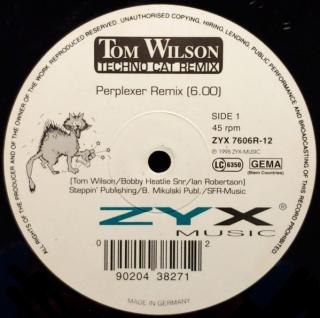 ALL RIGHTS OF THE PRODUCER AND OF THE OWNER OF THE WORK REPRODUCED RESERVED. UNAUTHORISED COPYING, HIRING, LENDING, PUBLIC PERFORMANCE AND BROADCASTING OF THIS RECORD PROHIBITED
TOM WILSON
TECHNO CAT REMIX
Perplexer Remix (6.00)
SIDE 1
45 rpm
ZYX 7606R-12
LC 6350
GEMA
(Biem Countries)
℗ 1995 ZYX-MUSIC
(Tom Wilson/Bobby Heatlie Snr/Ian Robertson)
Steppin' Publishing/B. Mikulski Publ./SFR-Music
ZYX ®
MUSIC
0 2
90204 38271
MADE IN GERMANY